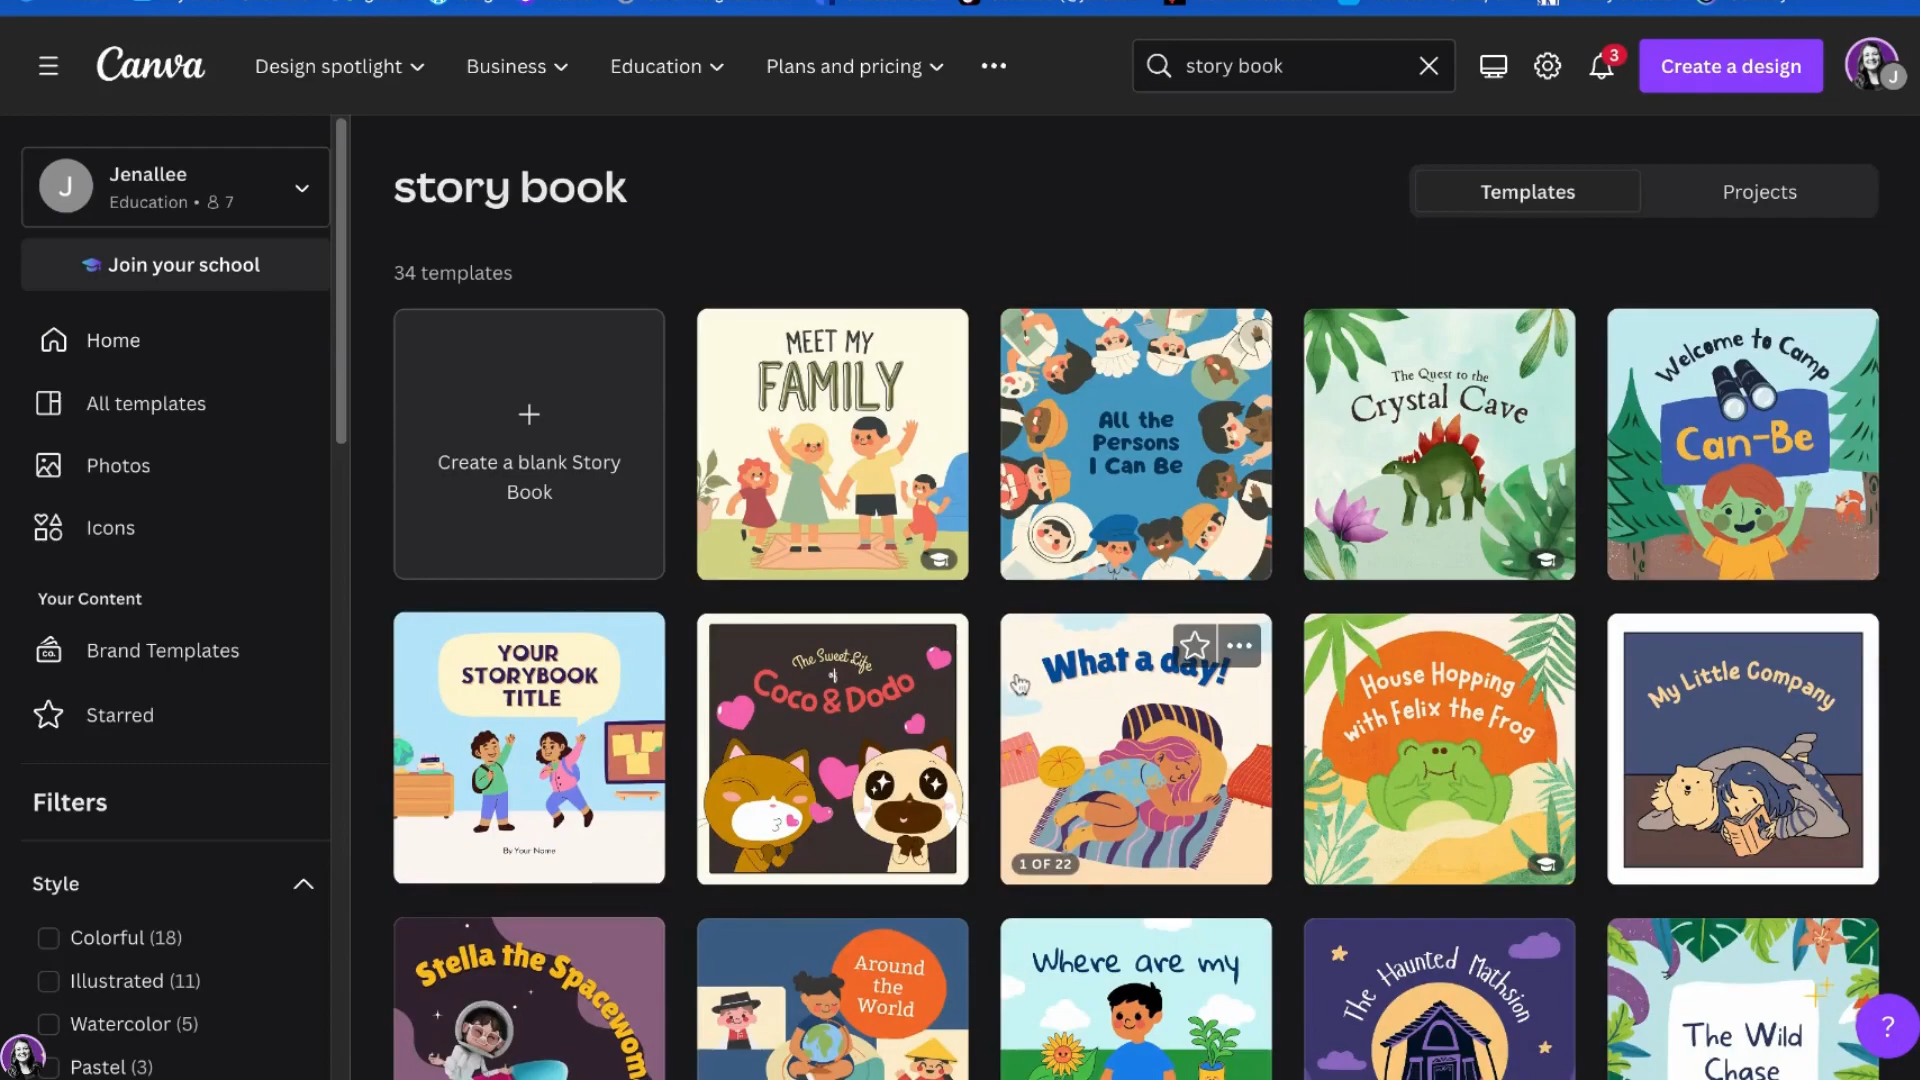 Canva
Design spotlight
Business
Education
Plans and pricing
story book
3
Create a design
J
J
Jenallee
Education • 7
Join your school
Home
All templates
Photos
Icons
Your Content
CO.
Brand Templates
Starred
Filters
Style
Colorful (18)
Illustrated (11)
Watercolor (5)
Pastel (3)
story book
Templates
Projects
34 templates
Create a blank Story
Book
MEET MY
FAMILY
All the
Persons
I Can Be
The Quest to the
Crystal Cave
Welcome to Camp
Can-Be
YOUR
STORYBOOK
TITLE
By Your Name
The Sweet Life
of
Coco & Dodo
What a day!
1 OF 22
House Hopping
with Felix the Frog
My Little Company
Stella the Spacewoman
Around
the
World
Where are my
The Haunted Mathsion
The Wild
Chase
?